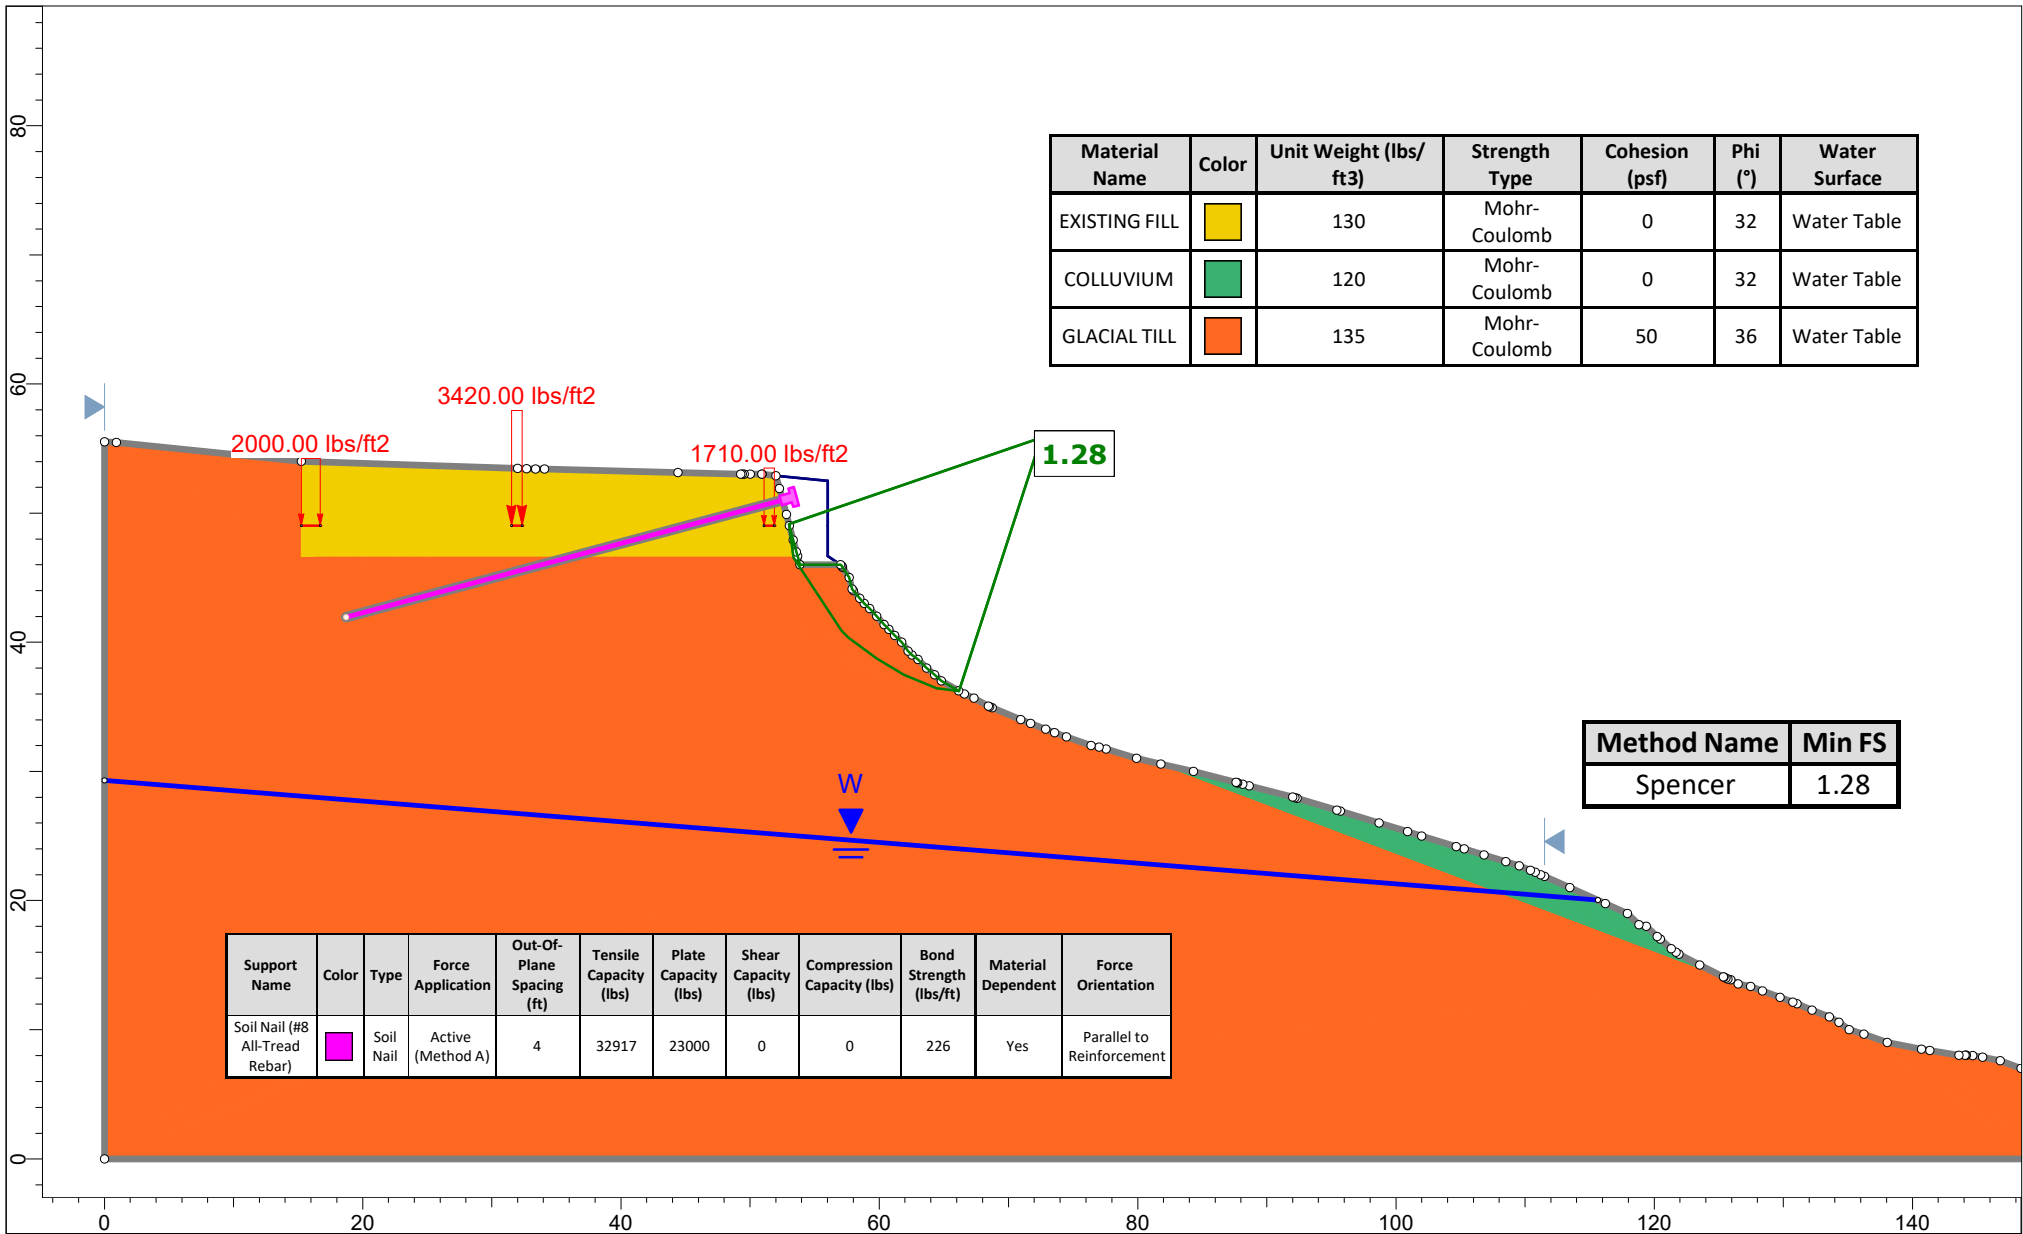 80
60
40
20
0
Material Name Color Unit Weight (lbs/ft3) Strength Type Cohesion (psf) Phi (°) Water Surface
EXISTING FILL 130 Mohr-Coulomb 0 32 Water Table
COLLUVIUM 120 Mohr-Coulomb 0 32 Water Table
GLACIAL TILL 135 Mohr-Coulomb 50 36 Water Table
3420.00 lbs/ft2
2000.00 lbs/ft2
1710.00 lbs/ft2
1.28
Method Name Min FS
Spencer 1.28
W
Support Name Color Type Force Application Out-Of-Plane Spacing (ft) Tensile Capacity (lbs) Plate Capacity (lbs) Shear Capacity (lbs) Compression Capacity (lbs) Bond Strength (lbs/ft) Material Dependent Force Orientation
Soil Nail (#8 All-Tread Rebar) Soil Nail Active (Method A) 4 32917 23000 0 0 226 Yes Parallel to Reinforcement
0 20 40 60 80 100 120 140